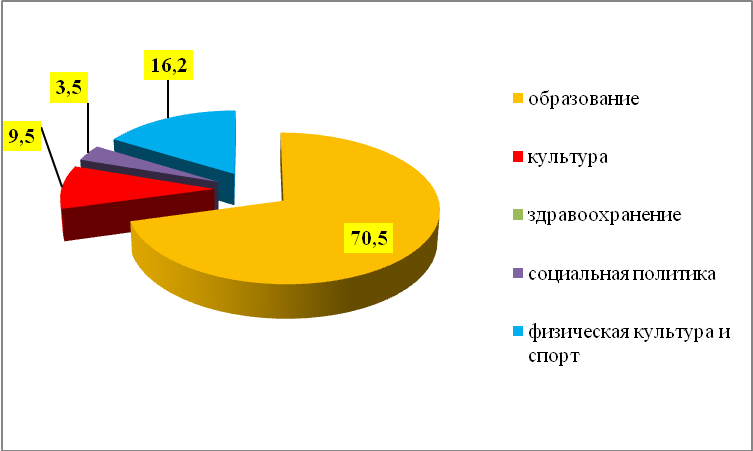 16,2
3,5
9,5
70,5
образование
культура
здравоохранение
социальная политика
физическая культура и
спорт